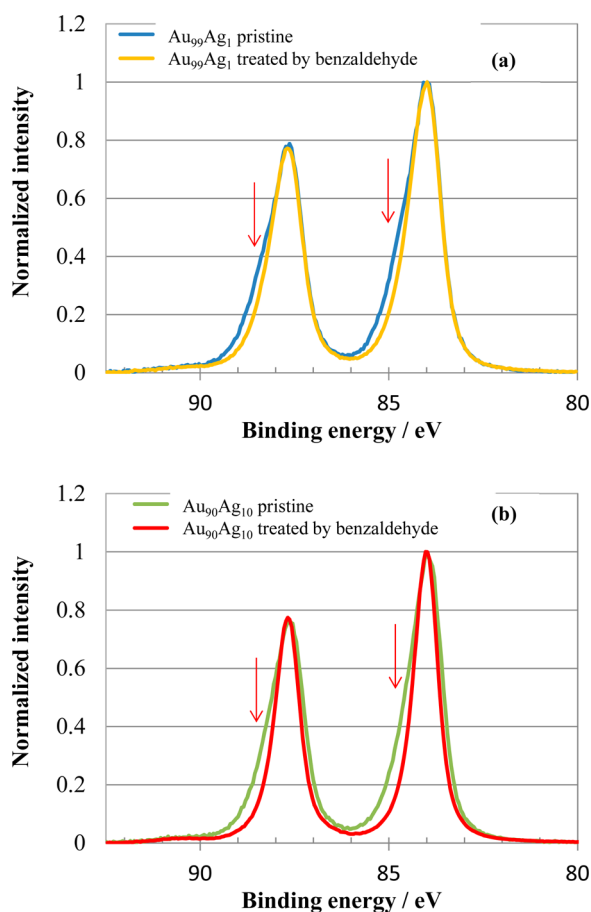 1.2
Au₉₉Ag₁ pristine
(a)
Au₉₉Ag₁ treated by benzaldehyde
1
0.8
0.6
0.4
0.2
0
Normalized intensity
90 85 80
Binding energy / eV
1.2
Au₉₀Ag₁₀ pristine
(b)
Au₉₀Ag₁₀ treated by benzaldehyde
1
0.8
0.6
0.4
0.2
0
Normalized intensity
90 85 80
Binding energy / eV